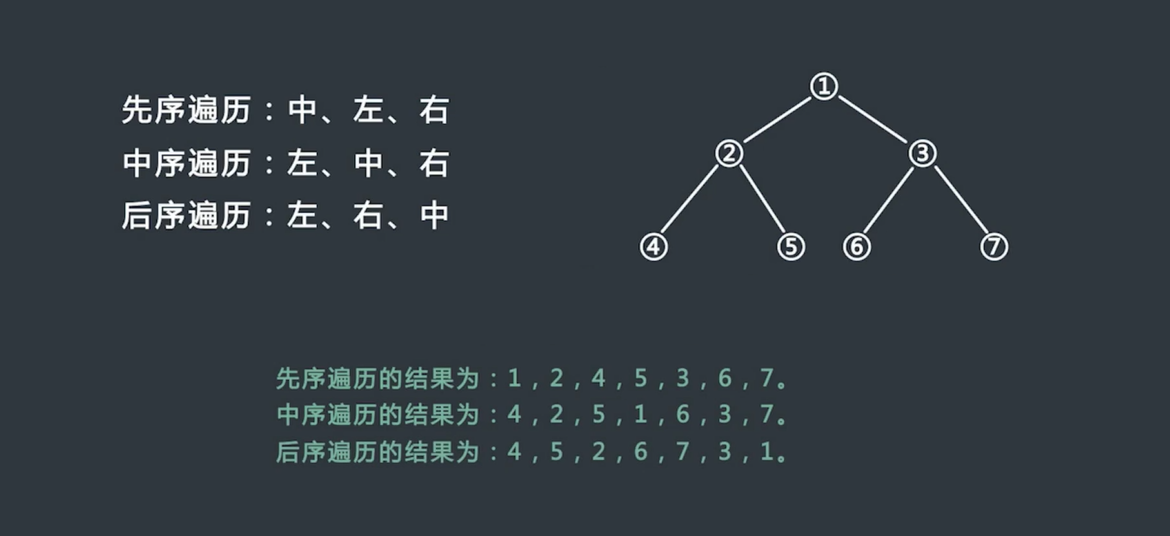 先序遍历：中、左、右
中序遍历：左、中、右
后序遍历：左、右、中
①
② ③
④ ⑤ ⑥ ⑦
先序遍历的结果为：1，2，4，5，3，6，7。
中序遍历的结果为：4，2，5，1，6，3，7。
后序遍历的结果为：4，5，2，6，7，3，1。